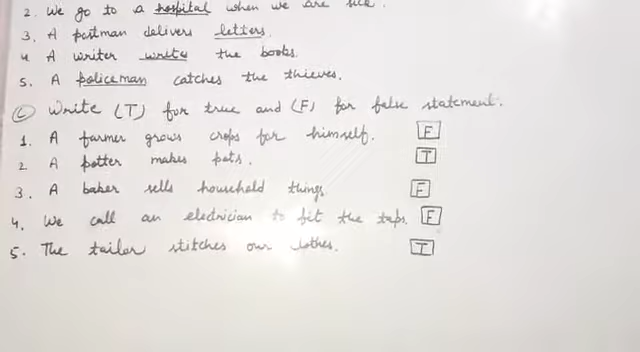 2. We go to a hospital when we are sick.
3. A postman delivers letters.
4 A writer write the books.
5. A policeman catches the thieves.
(C) Write (T) for true and (F) for false statement.
1. A farmer grows crops for himself. F
2 A potter makes pots. T
3. A baker sells household things F
4. We call an electrician to fit the taps. F
5. The tailor stitches our clothes. T